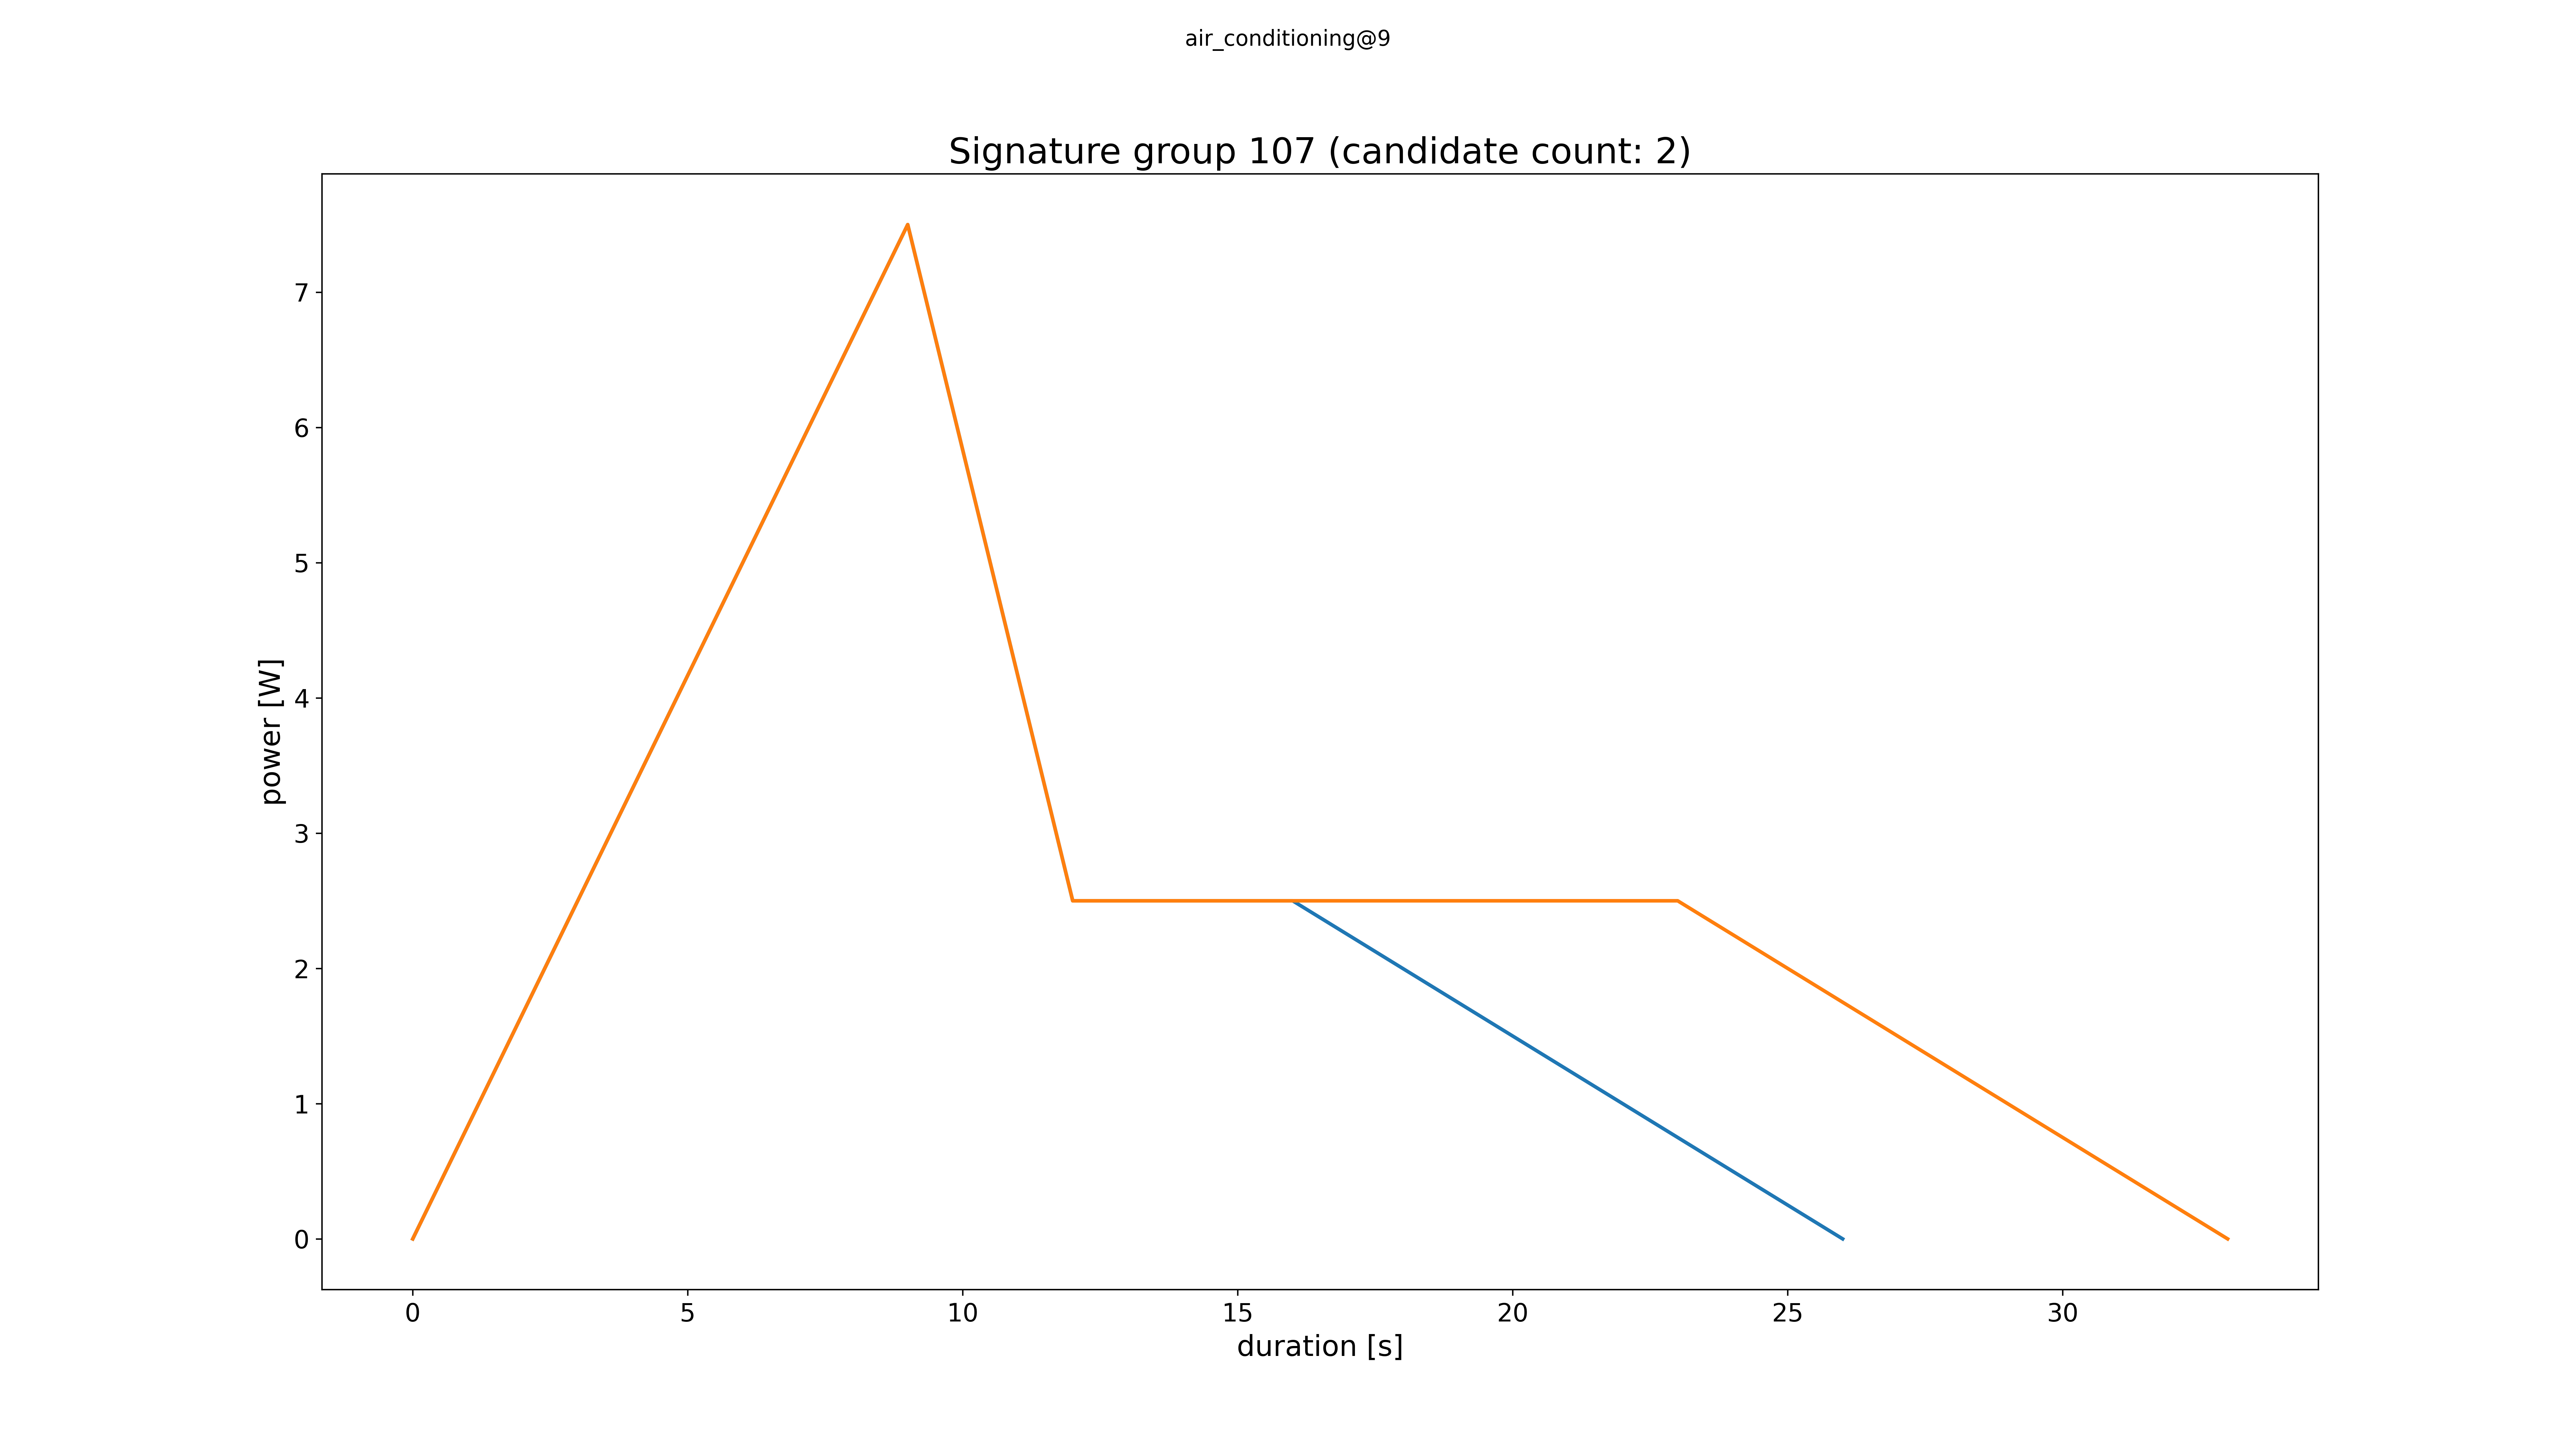 air_conditioning@9
Signature group 107 (candidate count: 2)
power [W]
7
6
5
4
3
2
1
0
0 5 10 15 20 25 30
duration [s]